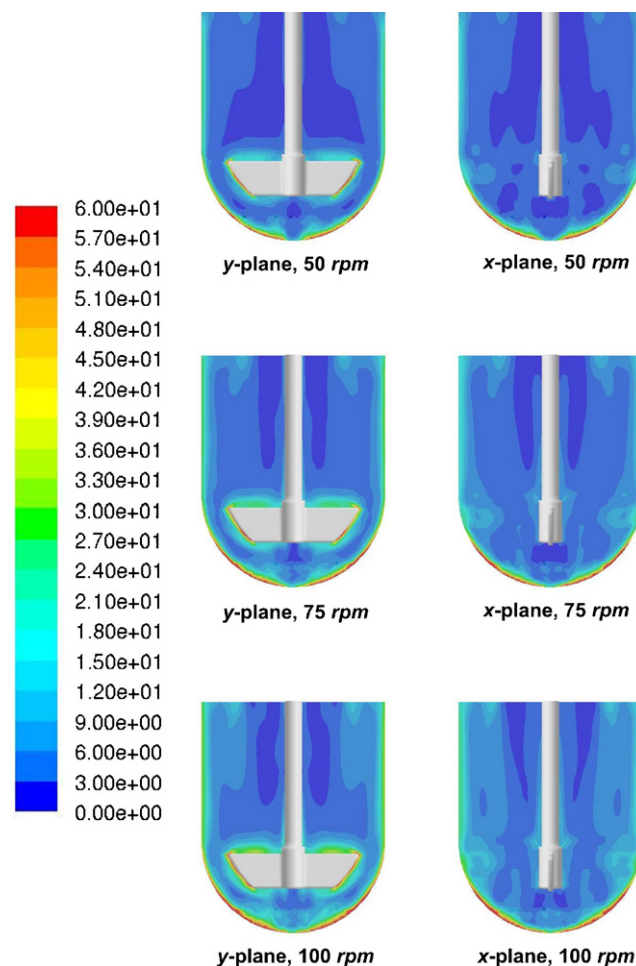 y-plane, 50 rpm
x-plane, 50 rpm
6.00e+01
5.70e+01
5.40e+01
5.10e+01
4.80e+01
4.50e+01
4.20e+01
3.90e+01
3.60e+01
3.30e+01
3.00e+01
2.70e+01
2.40e+01
2.10e+01
1.80e+01
1.50e+01
1.20e+01
9.00e+00
6.00e+00
3.00e+00
0.00e+00
y-plane, 75 rpm
x-plane, 75 rpm
y-plane, 100 rpm
x-plane, 100 rpm